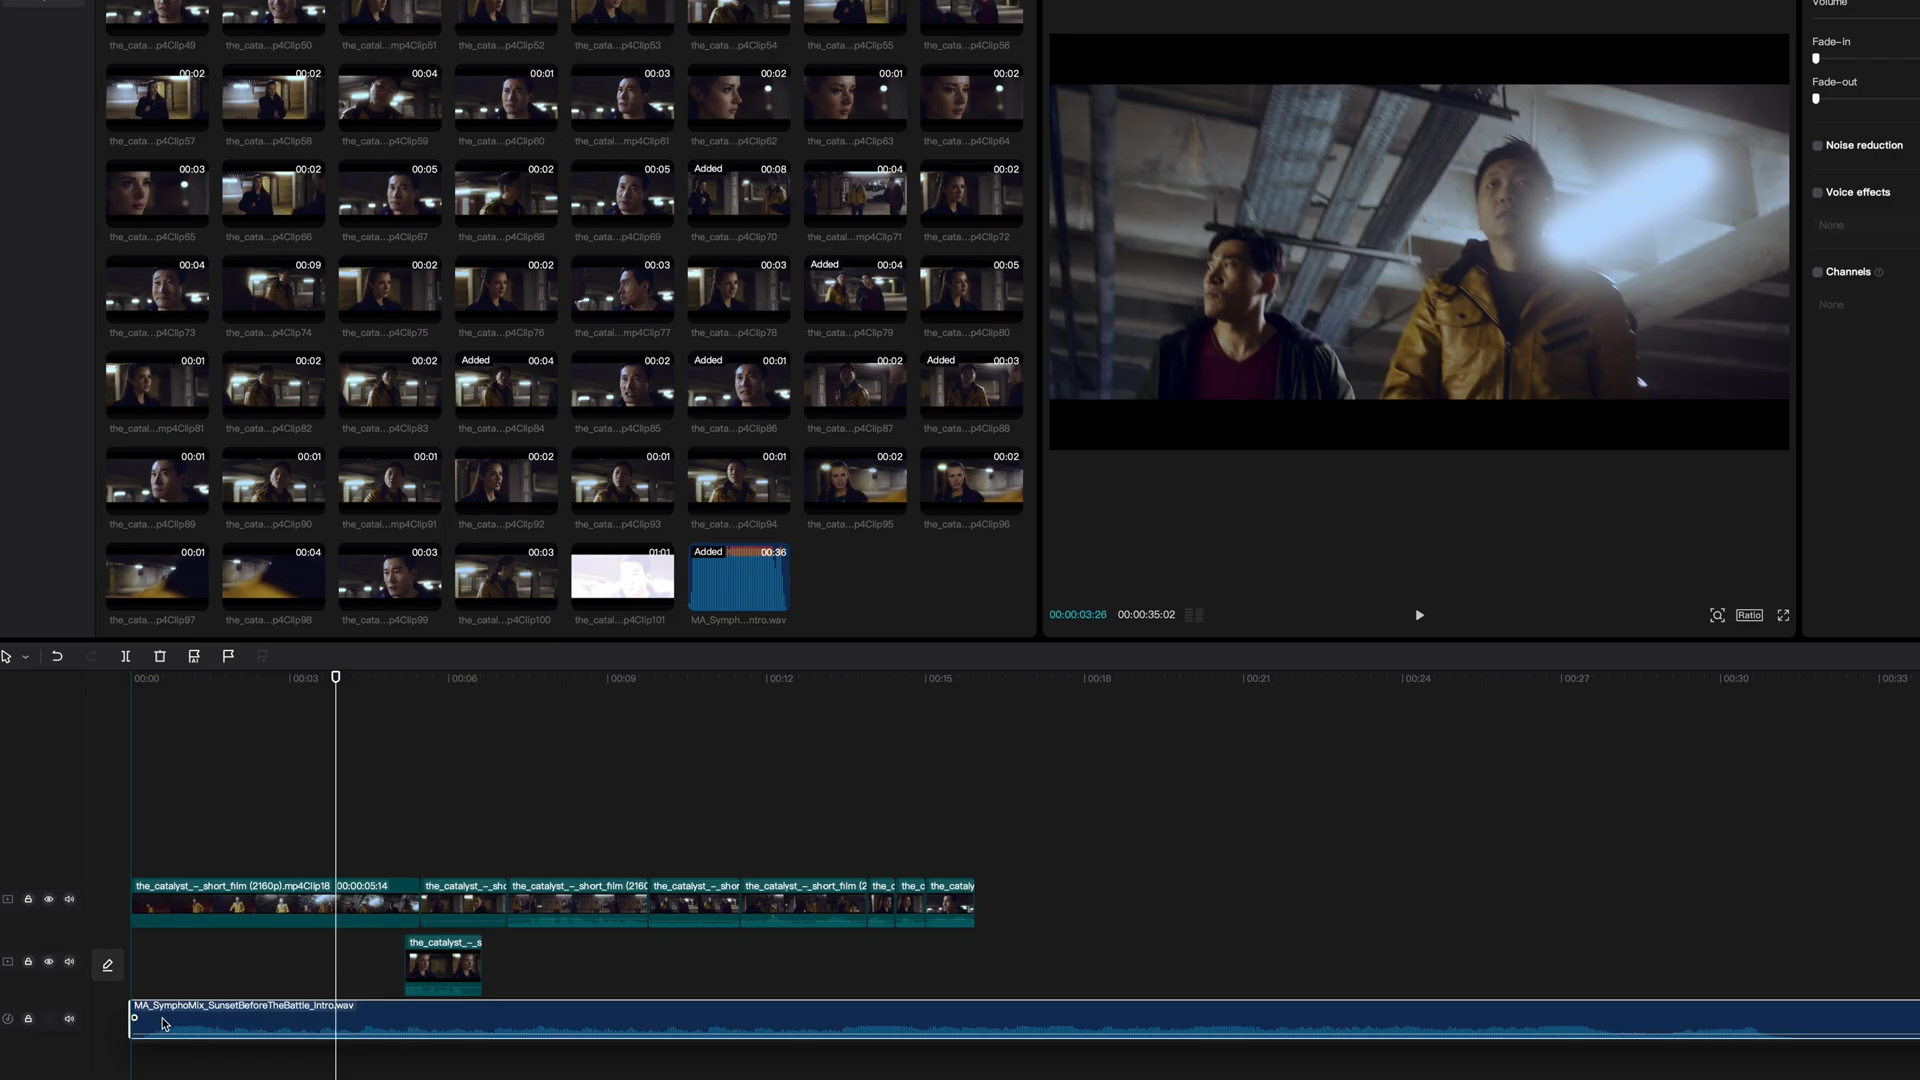 the_cata...p4Clip49 the_cata...p4Clip50 the_catal...mp4Clip51 the_cata...p4Clip52 the_cata...p4Clip53 the_cata...p4Clip54 the_cata...p4Clip55 the_cata...p4Clip56
00:02 00:02 00:04 00:01 00:03 00:02 00:01 00:02
the_cata...p4Clip57 the_cata...p4Clip58 the_cata...p4Clip59 the_cata...p4Clip60 the_catal...mp4Clip61 the_cata...p4Clip62 the_cata...p4Clip63 the_cata...p4Clip64
00:03 00:02 00:05 00:02 00:05 Added 00:08 00:04 00:02
the_cata...p4Clip65 the_cata...p4Clip66 the_cata...p4Clip67 the_cata...p4Clip68 the_cata...p4Clip69 the_cata...p4Clip70 the_catal...mp4Clip71 the_cata...p4Clip72
00:04 00:09 00:02 00:02 00:03 00:03 Added 00:04 00:05
the_cata...p4Clip73 the_cata...p4Clip74 the_cata...p4Clip75 the_cata...p4Clip76 the_catal...mp4Clip77 the_cata...p4Clip78 the_cata...p4Clip79 the_cata...p4Clip80
00:01 00:02 00:02 Added 00:04 00:02 Added 00:01 00:02 Added 00:03
the_catal...mp4Clip81 the_cata...p4Clip82 the_cata...p4Clip83 the_cata...p4Clip84 the_cata...p4Clip85 the_cata...p4Clip86 the_cata...p4Clip87 the_cata...p4Clip88
00:01 00:01 00:01 00:02 00:01 00:01 00:02 00:02
the_cata...p4Clip89 the_cata...p4Clip90 the_catal...mp4Clip91 the_cata...p4Clip92 the_cata...p4Clip93 the_cata...p4Clip94 the_cata...p4Clip95 the_cata...p4Clip96
00:01 00:04 00:03 00:03 01:01 Added 00:36
the_cata...p4Clip97 the_cata...p4Clip98 the_cata...p4Clip99 the_catal...p4Clip100 the_catal...p4Clip101 MA_Symph...ntro.wav
00:00:03:26 00:00:35:02 Ratio
Volume
Fade-in
Fade-out
Noise reduction
Voice effects
None
Channels
None
00:00 00:03 00:06 00:09 00:12 00:15 00:18 00:21 00:24 00:27 00:30 00:33
the_catalyst_-_short_film (2160p).mp4Clip18 00:00:05:14 the_catalyst_-_sho the_catalyst_-_short_film (2160 the_catalyst_-_shor the_catalyst_-_short_film (2 the_c the_c the_cataly
the_catalyst_-_s
MA_SymphoMix_SunsetBeforeTheBattle_Intro.wav